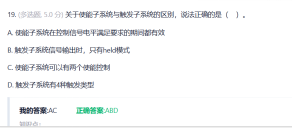 19. (多选题, 5.0 分) 关于使能子系统与触发子系统的区别，说法正确的是（ ）。
A. 使能子系统在控制信号电平满足要求的期间都有效
B. 触发子系统信号输出时，只有held模式
C. 使能子系统可以有两个使能控制
D. 触发子系统有4种触发类型
我的答案:AC 正确答案:ABD